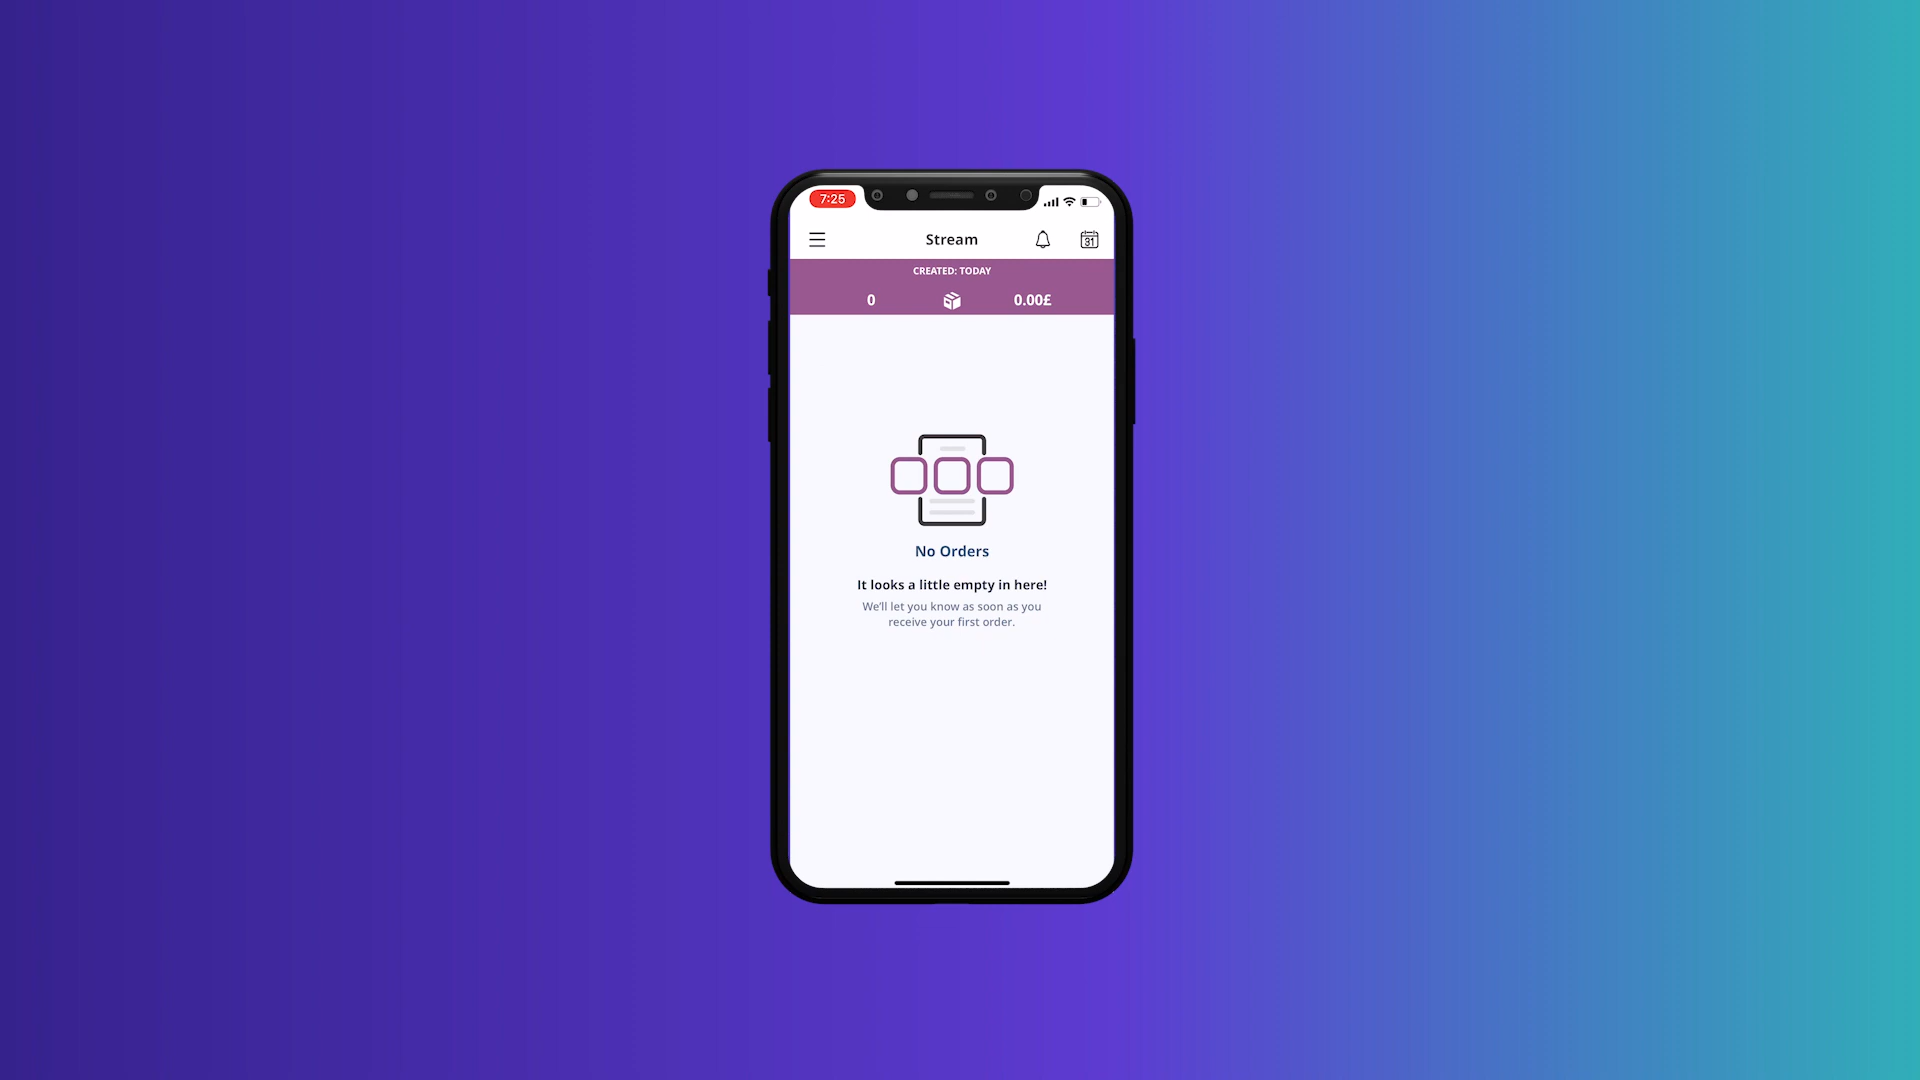 7:25
Stream
31
CREATED: TODAY
0 0.00£
No Orders
It looks a little empty in here!
We'll let you know as soon as you
receive your first order.